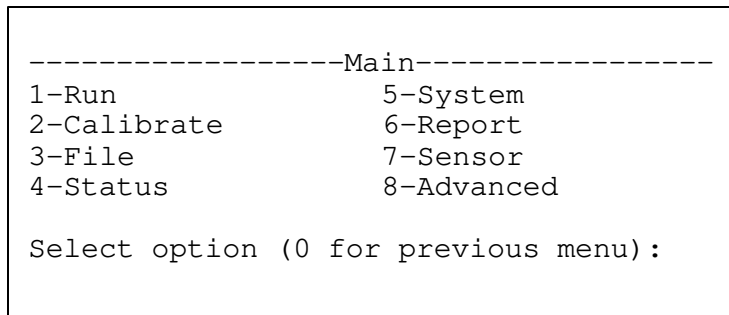 ------------------Main-----------------
1-Run               5-System
2-Calibrate         6-Report
3-File              7-Sensor
4-Status            8-Advanced
Select option (0 for previous menu):